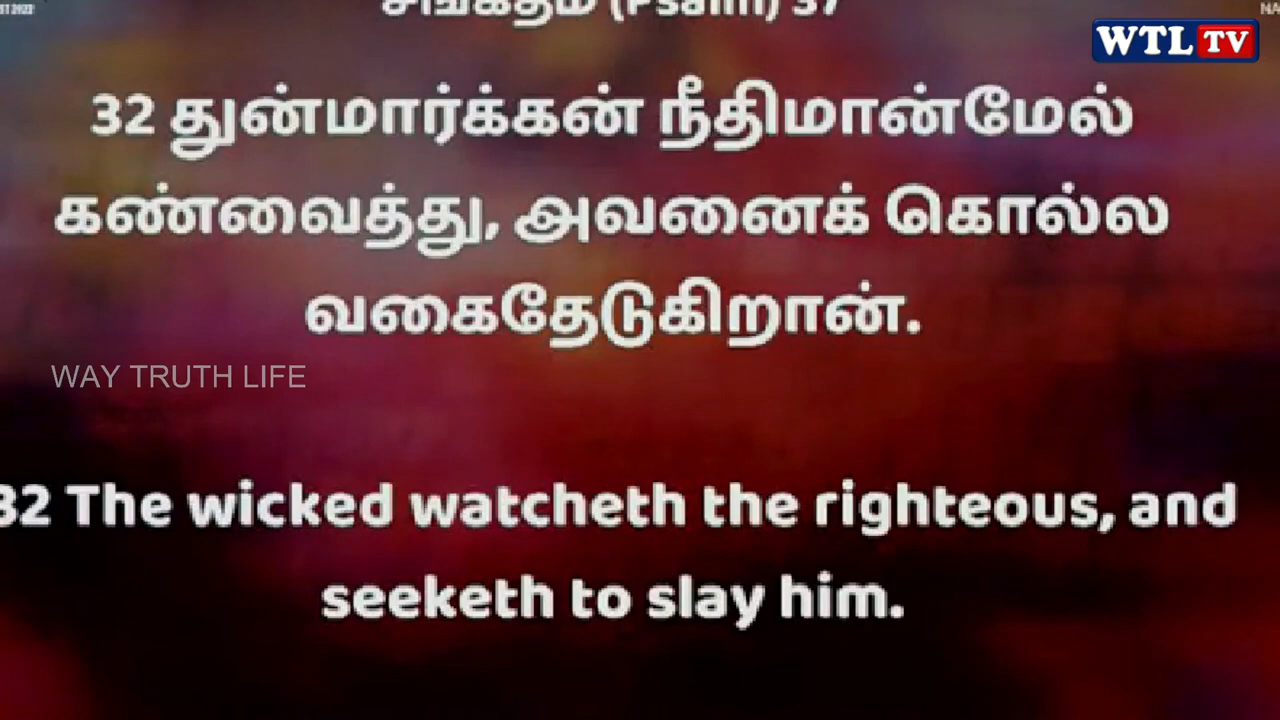 சங்கீதம் (Psalm) 37
WTL TV
32 துன்மார்க்கன் நீதிமான்மேல்
கண்வைத்து, அவனைக் கொல்ல
வகைதேடுகிறான்.
WAY TRUTH LIFE
32 The wicked watcheth the righteous, and
seeketh to slay him.